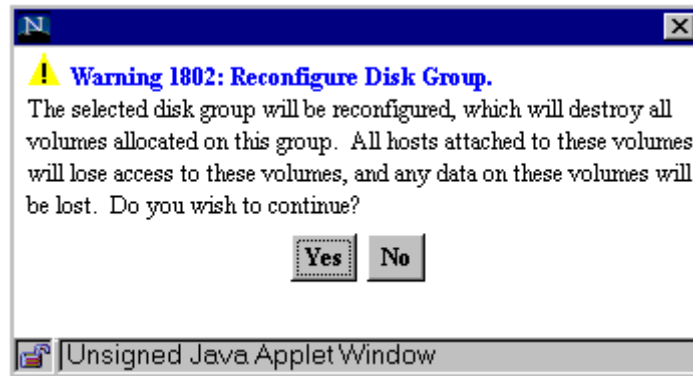 N
Warning 1802: Reconfigure Disk Group.
The selected disk group will be reconfigured, which will destroy all
volumes allocated on this group. All hosts attached to these volumes
will lose access to these volumes, and any data on these volumes will
be lost. Do you wish to continue?
Yes No
Unsigned Java Applet Window